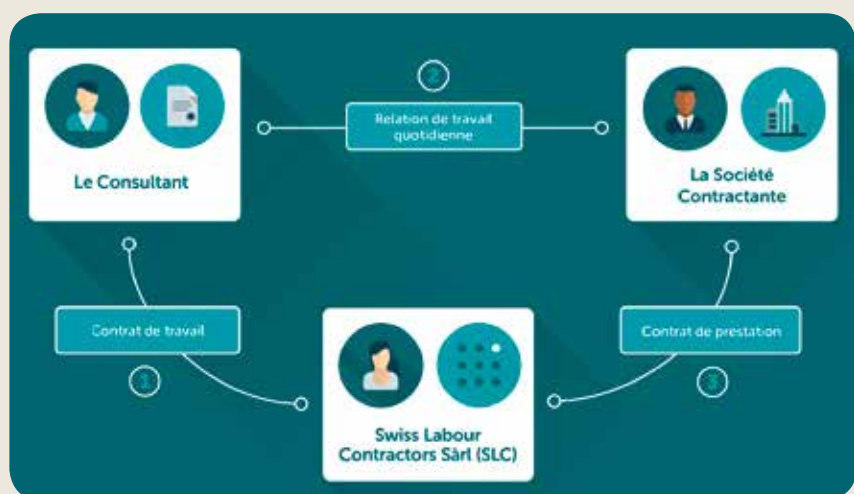 2
Relation de travail
quotidienne
Le Consultant
La Société
Contractante
Contrat de travail
1
Contrat de prestation
3
Swiss Labour
Contractors Sàrl (SLC)